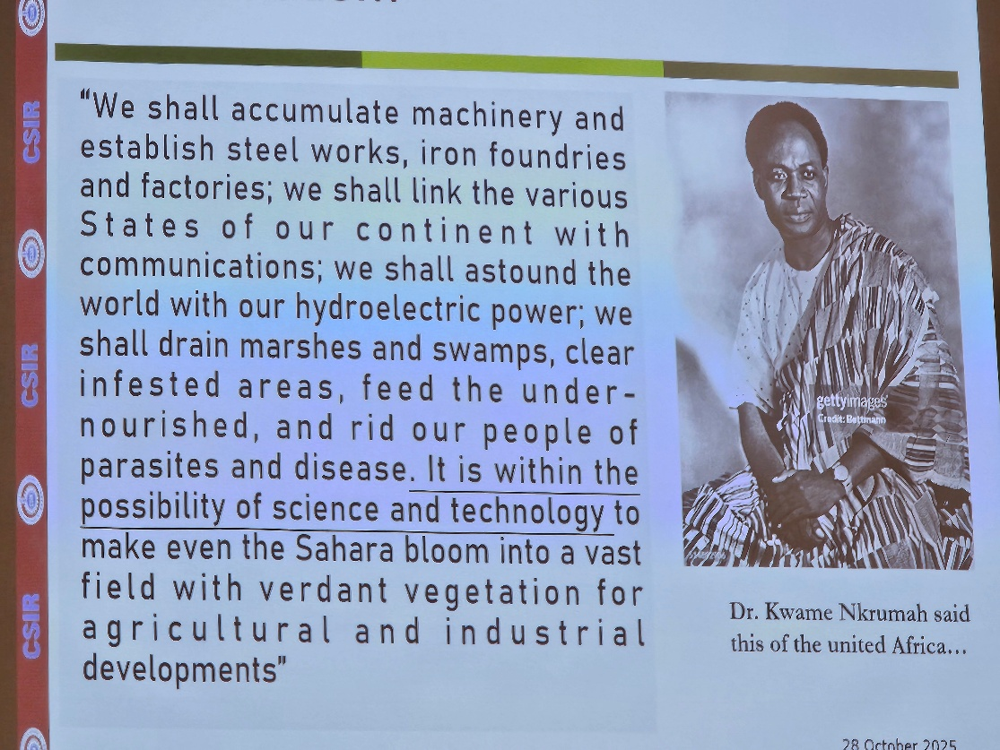 “We shall accumulate machinery and
establish steel works, iron foundries
and factories; we shall link the various
States of our continent with
communications; we shall astound the
world with our hydroelectric power; we
shall drain marshes and swamps, clear
infested areas, feed the under-
nourished, and rid our people of
parasites and disease. It is within the
possibility of science and technology to
make even the Sahara bloom into a vast
field with verdant vegetation for
agricultural and industrial
developments”
gettyimages
Credit: Bettmann
Dr. Kwame Nkrumah said
this of the united Africa...
28 October 2025
CSIR
CSIR
CSIR